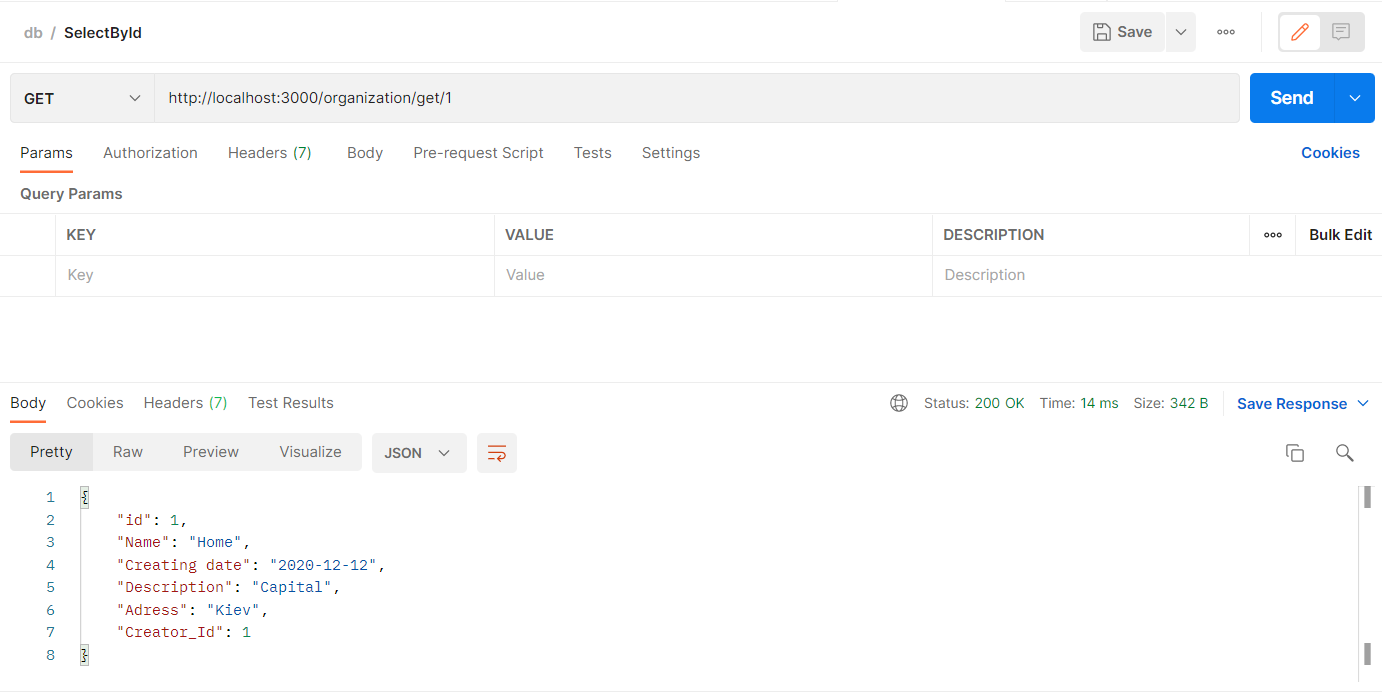 db / SelectById
Save
GET
http://localhost:3000/organization/get/1
Send
Params Authorization Headers (7) Body Pre-request Script Tests Settings Cookies
Query Params
KEY VALUE DESCRIPTION Bulk Edit
Key Value Description
Body Cookies Headers (7) Test Results Status: 200 OK Time: 14 ms Size: 342 B Save Response
Pretty Raw Preview Visualize JSON
1 {
2 "id": 1,
3 "Name": "Home",
4 "Creating date": "2020-12-12",
5 "Description": "Capital",
6 "Adress": "Kiev",
7 "Creator_Id": 1
8 }